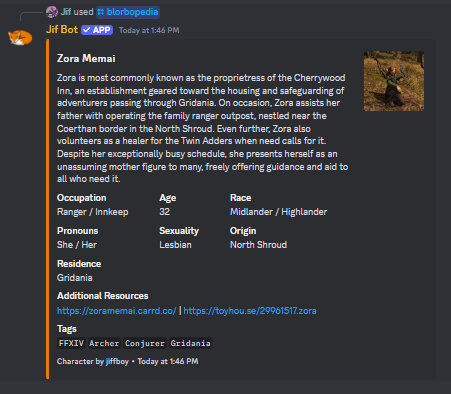 Jif used blorbopedia
Jif Bot APP Today at 1:46 PM
Zora Memai
Zora is most commonly known as the proprietress of the Cherrywood
Inn, an establishment geared toward the housing and safeguarding of
adventurers passing through Gridania. On occasion, Zora assists her
father with operating the family ranger outpost, nestled near the
Coerthan border in the North Shroud. Even further, Zora also
volunteers as a healer for the Twin Adders when need calls for it.
Despite her exceptionally busy schedule, she presents herself as an
unassuming mother figure to many, freely offering guidance and aid to
all who need it.
Occupation Age Race
Ranger / Innkeep 32 Midlander / Highlander
Pronouns Sexuality Origin
She / Her Lesbian North Shroud
Residence
Gridania
Additional Resources
https://zoramemai.carrd.co/ | https://toyhou.se/29961517.zora
Tags
FFXIV Archer Conjurer Gridania
Character by jiffboy • Today at 1:46 PM